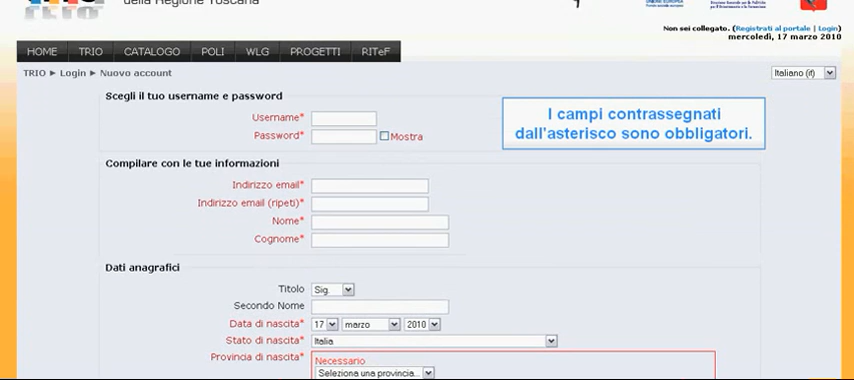 della Regione Toscana
Non sei collegato. (Registrati al portale | Login)
mercoledì, 17 marzo 2010
HOME TRIO CATALOGO POLI WLG PROGETTI RITeF
TRIO ► Login ► Nuovo account
Italiano (it)
Scegli il tuo username e password
Username*
Password*
Mostra
I campi contrassegnati
dall'asterisco sono obbligatori.
Compilare con le tue informazioni
Indirizzo email*
Indirizzo email (ripeti)*
Nome*
Cognome*
Dati anagrafici
Titolo Sig.
Secondo Nome
Data di nascita* 17 marzo 2010
Stato di nascita* Italia
Provincia di nascita* Necessario
Seleziona una provincia...